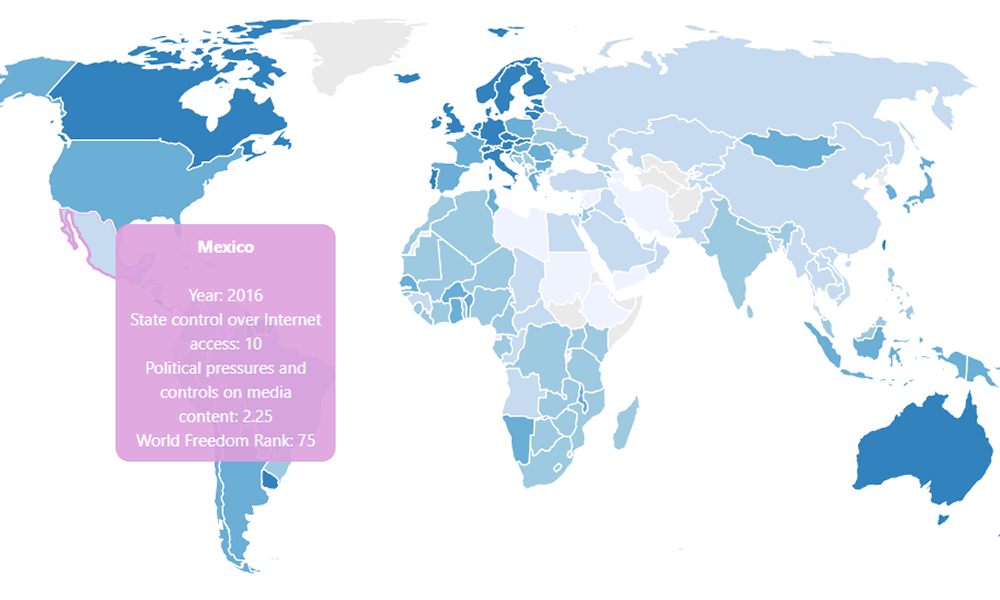 Mexico
Year: 2016
State control over Internet
access: 10
Political pressures and
controls on media
content: 2.25
World Freedom Rank: 75